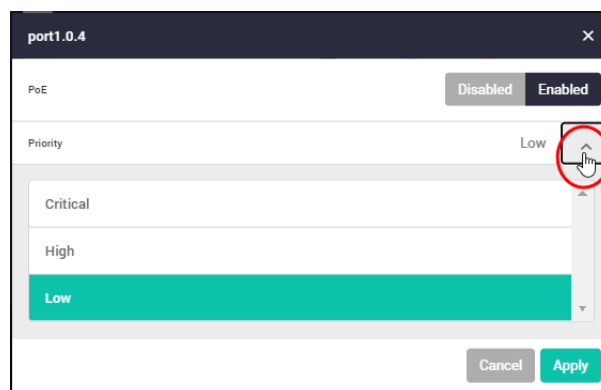 port1.0.4
PoE Disabled Enabled
Priority Low
Critical
High
Low
Cancel Apply